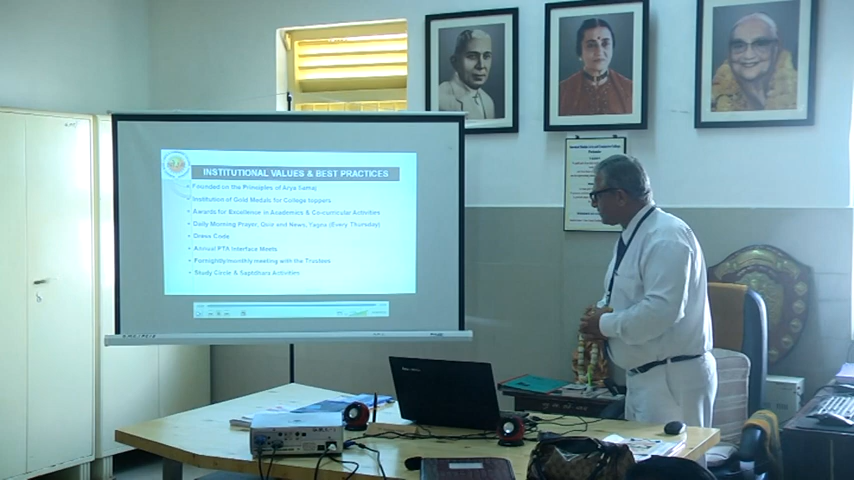 INSTITUTIONAL VALUES & BEST PRACTICES
• Founded on the Principles of Arya Samaj
• Institution of Gold Medals for College toppers
• Awards for Excellence in Academics & Co-curricular Activities
• Daily Morning Prayer, Quiz and News, Yagna (Every Thursday)
• Dress Code
• Annual PTA Interface Meets
• Fornightly/monthly meeting with the Trustees
• Study Circle & Saptdhara Activities